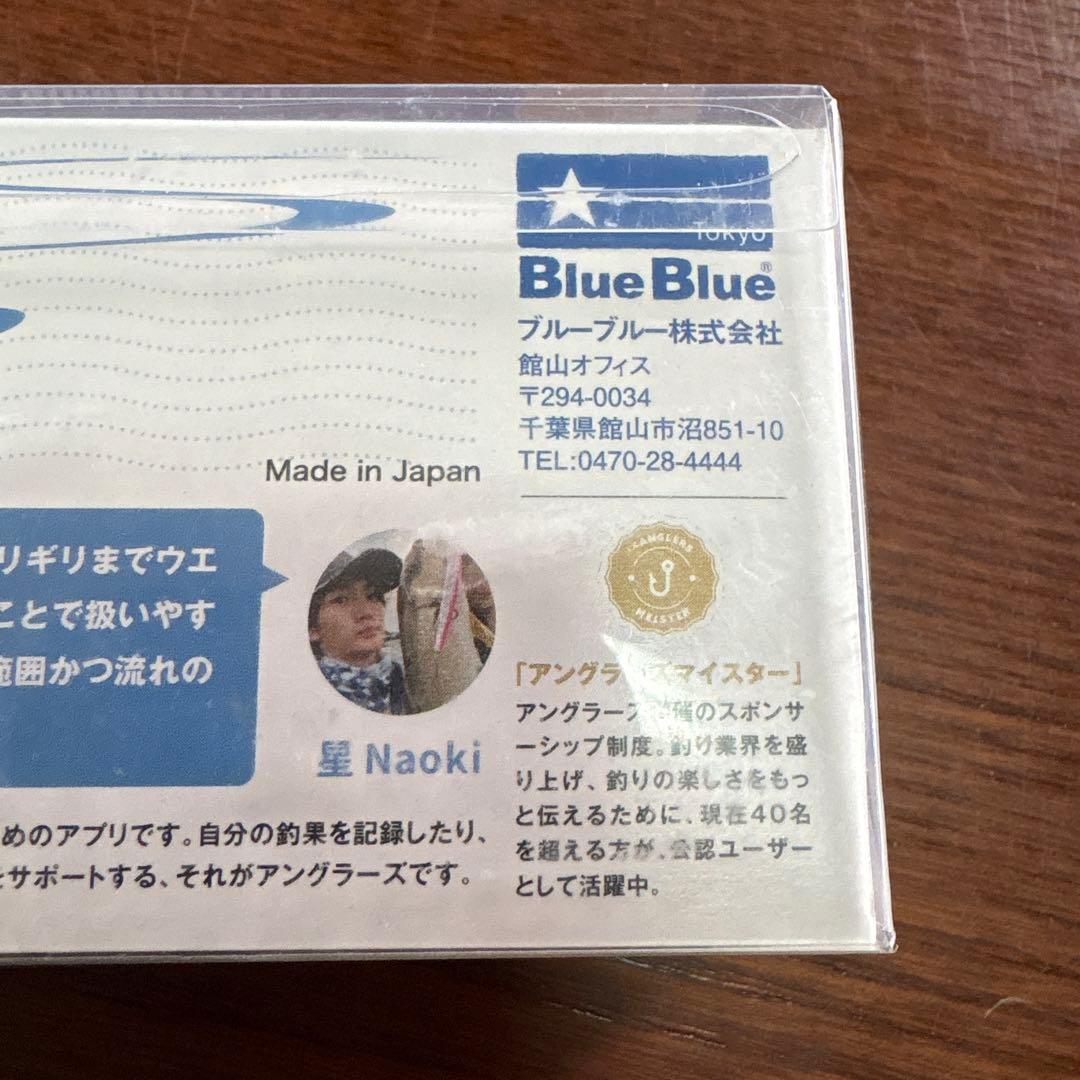 Tokyo
Blue Blue®
ブルーブルー株式会社
館山オフィス
〒294-0034
千葉県館山市沼851-10
TEL:0470-28-4444
Made in Japan
リギリまでウエ
ことで扱いやす
範囲かつ流れの
星 Naoki
めのアプリです。自分の釣果を記録したり、
をサポートする、それがアングラーズです。
ANGLERS
MEISTER
「アングラーズマイスター」
アングラーズ主催のスポンサ
ーシップ制度。釣り業界を盛
り上げ、釣りの楽しさをもっ
と伝えるために、現在40名
を超える方が、公認ユーザー
として活躍中。